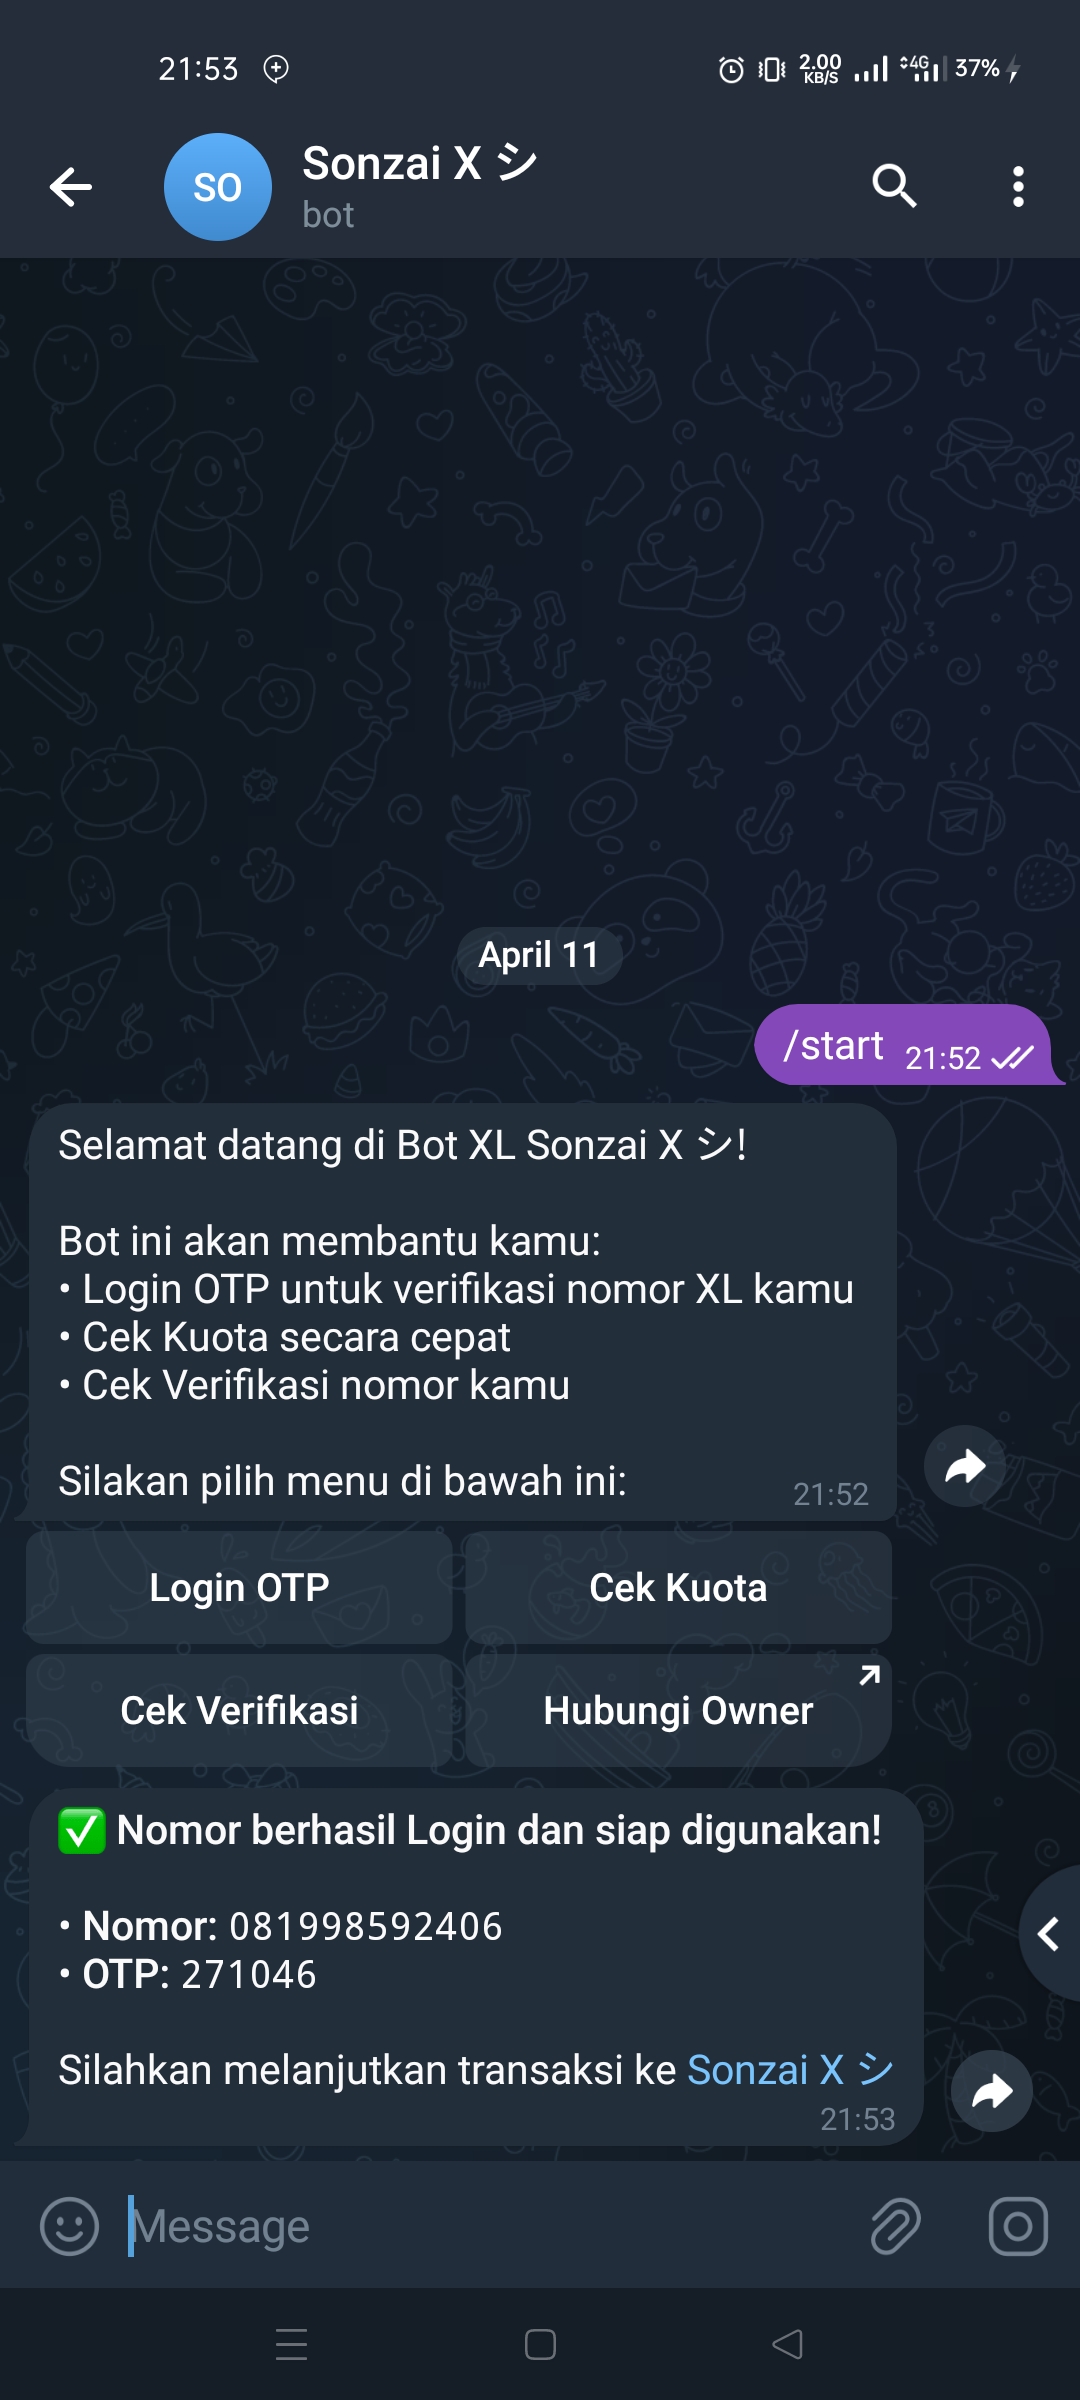 21:53
2.00
KB/S
4G
37%
SO
Sonzai X シ
bot
April 11
/start 21:52
Selamat datang di Bot XL Sonzai X シ!
Bot ini akan membantu kamu:
• Login OTP untuk verifikasi nomor XL kamu
• Cek Kuota secara cepat
• Cek Verifikasi nomor kamu
Silakan pilih menu di bawah ini:
21:52
Login OTP
Cek Kuota
Cek Verifikasi
Hubungi Owner
✅ Nomor berhasil Login dan siap digunakan!
• Nomor: 081998592406
• OTP: 271046
Silahkan melanjutkan transaksi ke Sonzai X シ
21:53
Message